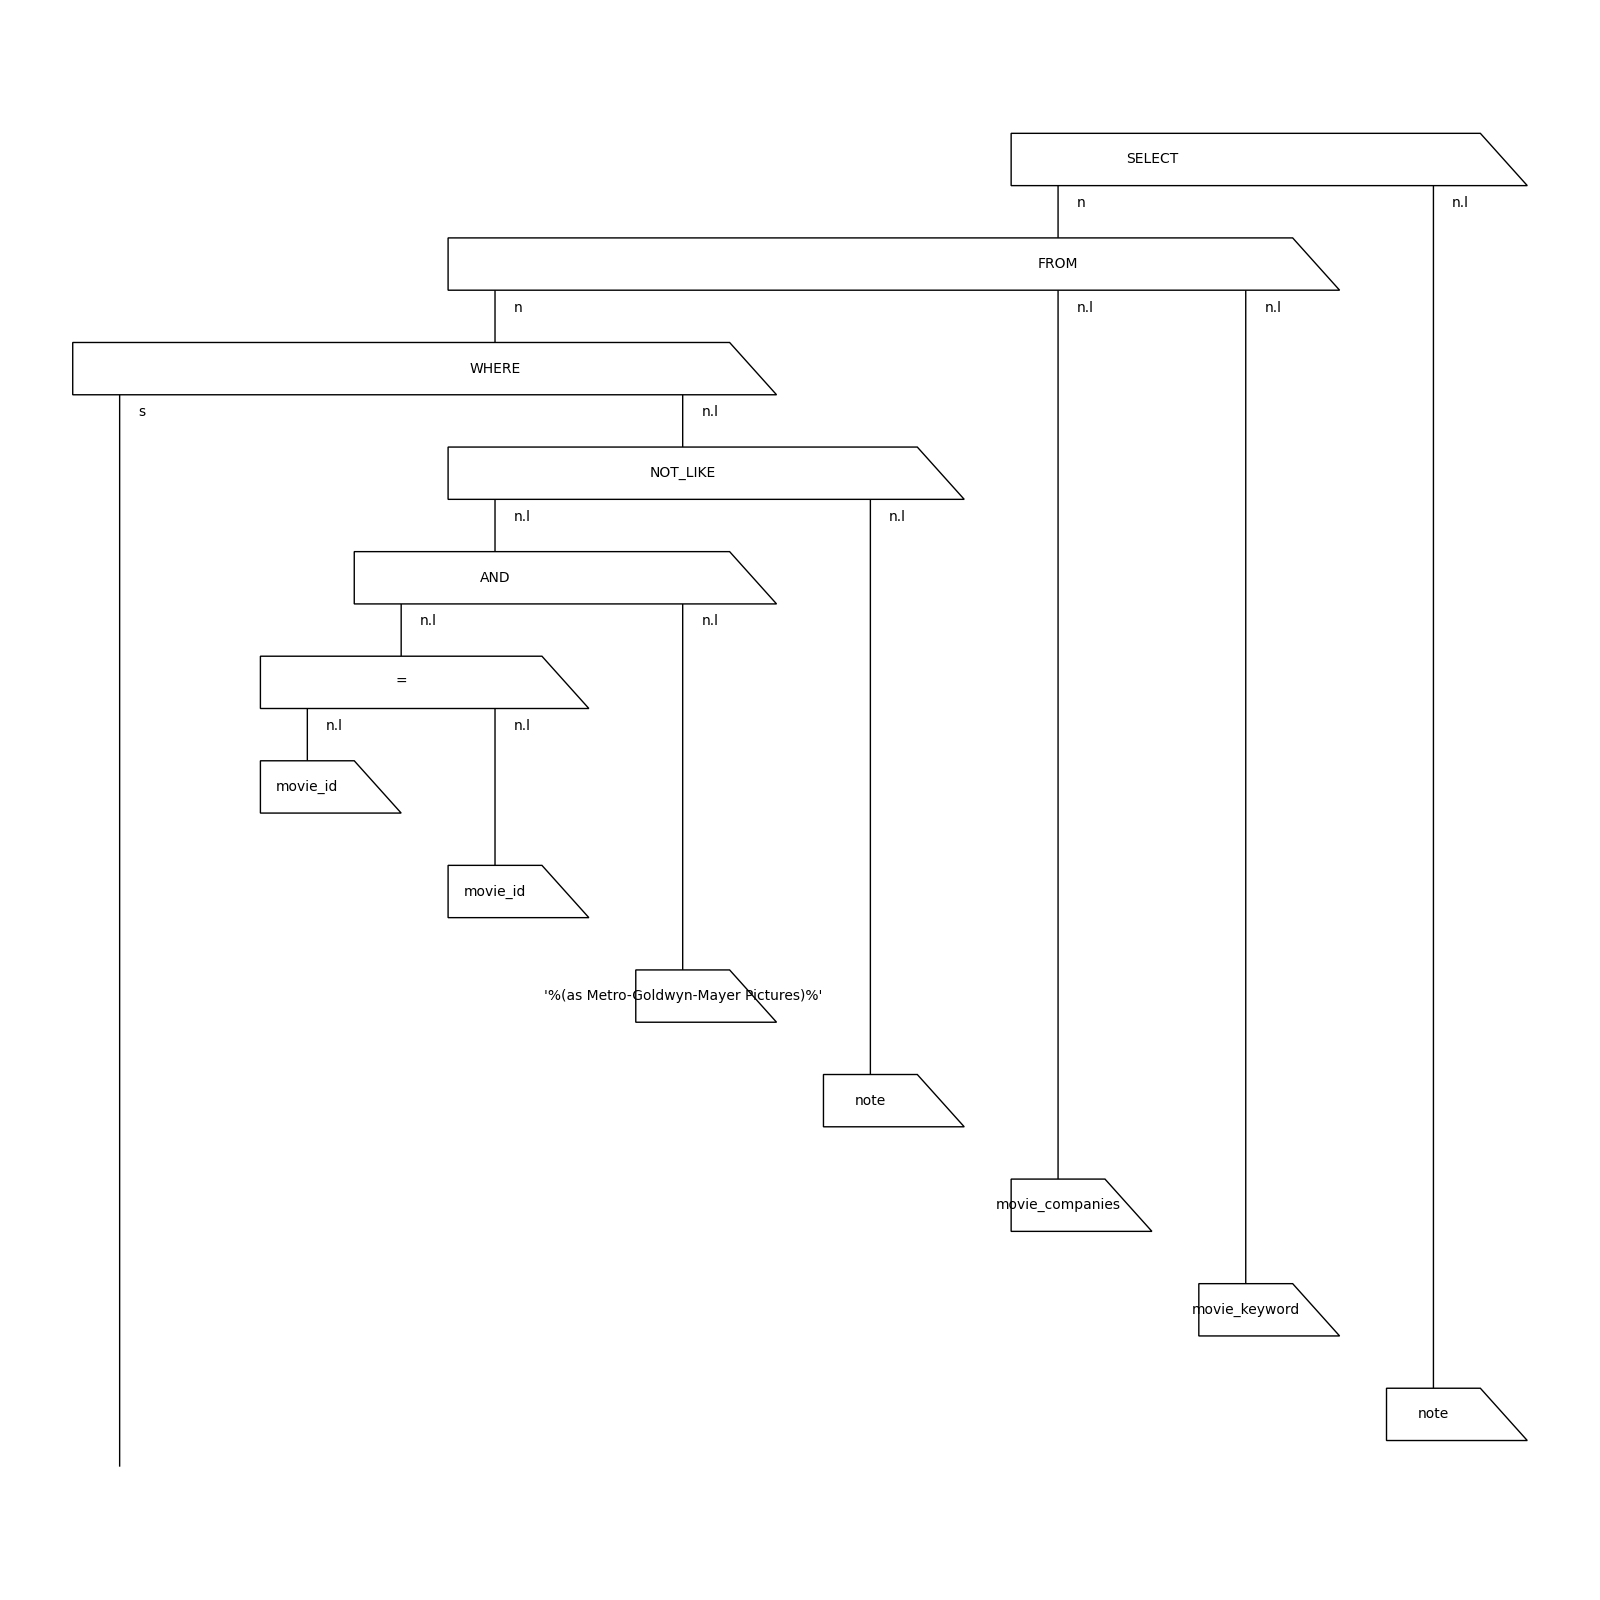 SELECT
n n.l
FROM
n n.l n.l
WHERE
s n.l
NOT_LIKE
n.l n.l
AND
n.l n.l
=
n.l n.l
movie_id
movie_id
'%(as Metro-Goldwyn-Mayer Pictures)%'
note
movie_companies
movie_keyword
note